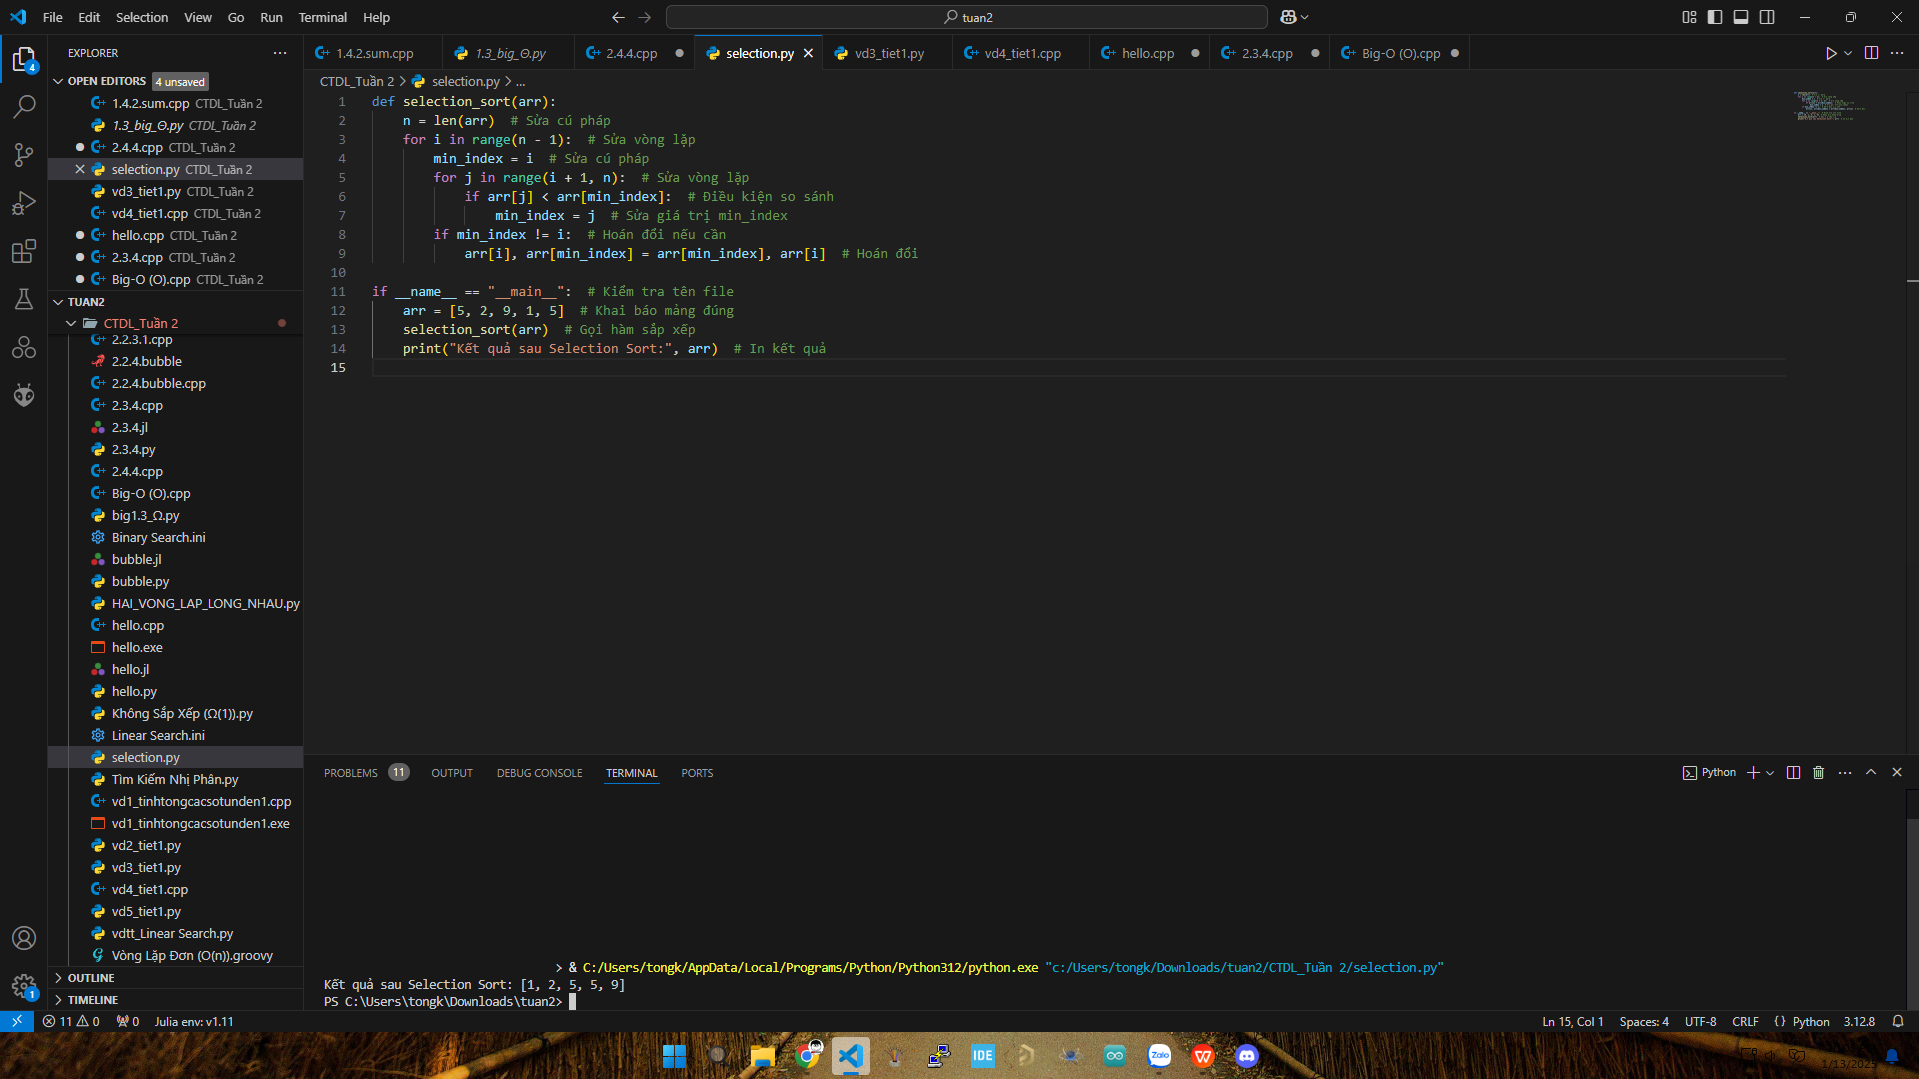 File Edit Selection View Go Run Terminal Help
tuan2
EXPLORER
OPEN EDITORS 4 unsaved
1.4.2.sum.cpp CTDL_Tuần 2
1.3_big_Θ.py CTDL_Tuần 2
2.4.4.cpp CTDL_Tuần 2
selection.py CTDL_Tuần 2
vd3_tiet1.py CTDL_Tuần 2
vd4_tiet1.cpp CTDL_Tuần 2
hello.cpp CTDL_Tuần 2
2.3.4.cpp CTDL_Tuần 2
Big-O (O).cpp CTDL_Tuần 2
TUAN2
CTDL_Tuần 2
2.2.3.1.cpp
2.2.4.bubble
2.2.4.bubble.cpp
2.3.4.cpp
2.3.4.jl
2.3.4.py
2.4.4.cpp
Big-O (O).cpp
big1.3_Ω.py
Binary Search.ini
bubble.jl
bubble.py
HAI_VONG_LAP_LONG_NHAU.py
hello.cpp
hello.exe
hello.jl
hello.py
Không Sắp Xếp (Ω(1)).py
Linear Search.ini
selection.py
Tìm Kiếm Nhị Phân.py
vd1_tinhtongcacsotunden1.cpp
vd1_tinhtongcacsotunden1.exe
vd2_tiet1.py
vd3_tiet1.py
vd4_tiet1.cpp
vd5_tiet1.py
vdtt_Linear Search.py
Vòng Lặp Đơn (O(n)).groovy
OUTLINE
TIMELINE
4
1
1.4.2.sum.cpp 1.3_big_Θ.py 2.4.4.cpp selection.py vd3_tiet1.py vd4_tiet1.cpp hello.cpp 2.3.4.cpp Big-O (O).cpp
CTDL_Tuần 2 > selection.py > ...
1 def selection_sort(arr):
2 n = len(arr) # Sửa cú pháp
3 for i in range(n - 1): # Sửa vòng lặp
4 min_index = i # Sửa cú pháp
5 for j in range(i + 1, n): # Sửa vòng lặp
6 if arr[j] < arr[min_index]: # Điều kiện so sánh
7 min_index = j # Sửa giá trị min_index
8 if min_index != i: # Hoán đổi nếu cần
9 arr[i], arr[min_index] = arr[min_index], arr[i] # Hoán đổi
10
11 if __name__ == "__main__": # Kiểm tra tên file
12 arr = [5, 2, 9, 1, 5] # Khai báo mảng đúng
13 selection_sort(arr) # Gọi hàm sắp xếp
14 print("Kết quả sau Selection Sort:", arr) # In kết quả
15
PROBLEMS 11 OUTPUT DEBUG CONSOLE TERMINAL PORTS
Python
> & C:/Users/tongk/AppData/Local/Programs/Python/Python312/python.exe "c:/Users/tongk/Downloads/tuan2/CTDL_Tuần 2/selection.py"
Kết quả sau Selection Sort: [1, 2, 5, 5, 9]
PS C:\Users\tongk\Downloads\tuan2>
11 0 0 Julia env: v1.11
Ln 15, Col 1 Spaces: 4 UTF-8 CRLF {} Python 3.12.8
IDE
Zalo